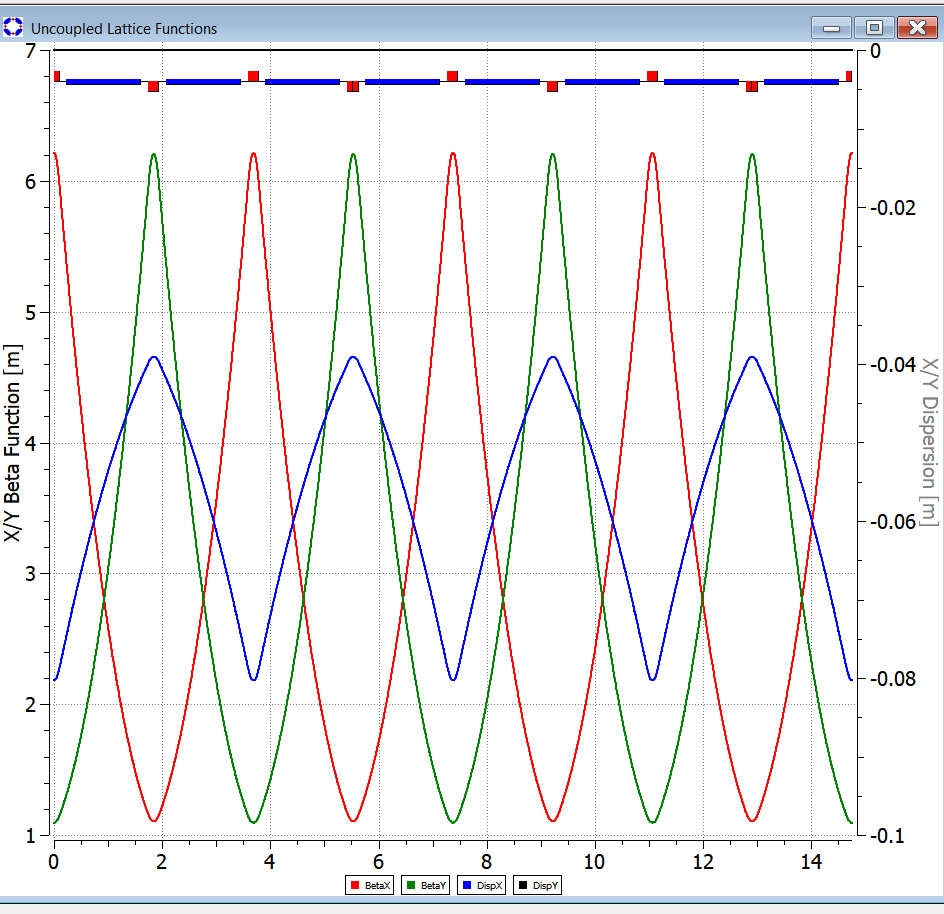 Uncoupled Lattice Functions
7
0
6
-0.02
5
-0.04
X/Y Beta Function [m]
X/Y Dispersion [m]
4
-0.06
3
-0.08
2
1
-0.1
0 2 4 6 8 10 12 14
BetaX BetaY DispX DispY